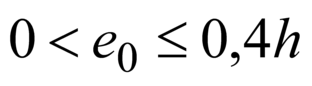 0 < e₀ ≤ 0,4h